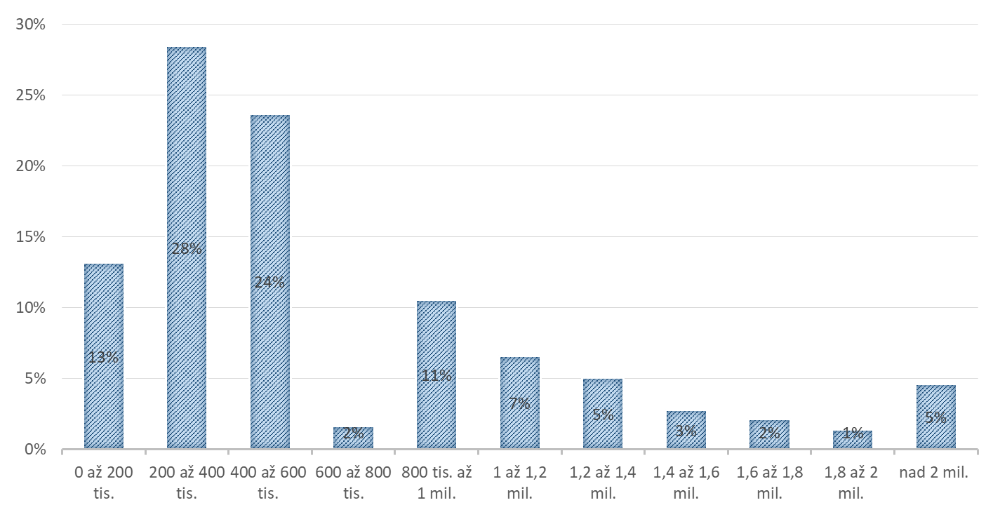 30%
25%
20%
15%
10%
5%
0%
13%
28%
24%
2%
11%
7%
5%
3%
2%
1%
5%
0 až 200
tis.
200 až 400
tis.
400 až 600
tis.
600 až 800
tis.
800 tis. až
1 mil.
1 až 1,2
mil.
1,2 až 1,4
mil.
1,4 až 1,6
mil.
1,6 až 1,8
mil.
1,8 až 2
mil.
nad 2 mil.